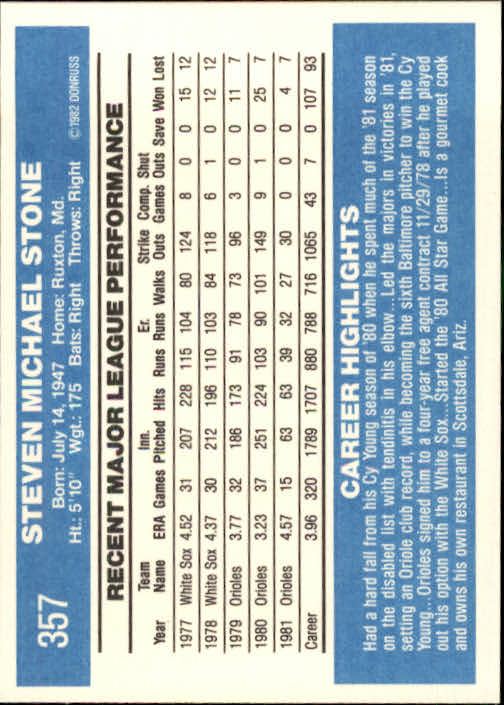 357 STEVEN MICHAEL STONE
Born: July 14, 1947 Home: Ruxton, Md.
Ht.: 5'10" Wgt.: 175 Bats: Right Throws: Right ©1982 DONRUSS
RECENT MAJOR LEAGUE PERFORMANCE
Team Inn. Er. Strike Comp. Shut
Year Name ERA Games Pitched Hits Runs Runs Walks Outs Games Outs Save Won Lost
1977 White Sox 4.52 31 207 228 115 104 80 124 8 0 0 15 12
1978 White Sox 4.37 30 212 196 110 103 84 118 6 1 0 12 12
1979 Orioles 3.77 32 186 173 91 78 73 96 3 0 0 11 7
1980 Orioles 3.23 37 251 224 103 90 101 149 9 1 0 25 7
1981 Orioles 4.57 15 63 63 39 32 27 30 0 0 0 4 7
Career 3.96 320 1789 1707 880 788 716 1065 43 7 0 107 93
CAREER HIGHLIGHTS
Had a hard fall from his Cy Young season of '80 when he spent much of the '81 season
on the disabled list with tendinitis in his elbow...Led the majors in victories in '81,
setting an Oriole club record, while becoming the sixth Baltimore pitcher to win the Cy
Young... Orioles signed him to a four-year free agent contract 11/29/78 after he played
out his option with the White Sox...Started the '80 All Star Game...Is a gourmet cook
and owns his own restaurant in Scottsdale, Ariz.